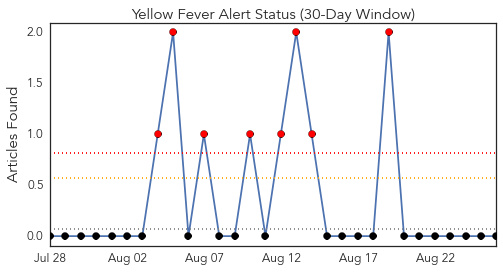 Yellow Fever Alert Status (30-Day Window)
Articles Found
2.0
1.5
1.0
0.5
0.0
Jul 28 Aug 02 Aug 07 Aug 12 Aug 17 Aug 22